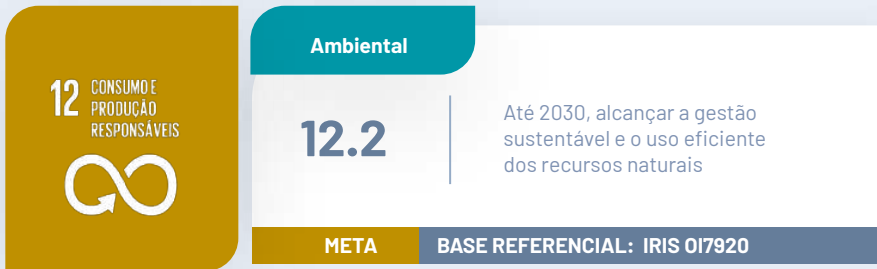 12 CONSUMO E
PRODUÇÃO
RESPONSÁVEIS
Ambiental
12.2
Até 2030, alcançar a gestão
sustentável e o uso eficiente
dos recursos naturais
META
BASE REFERENCIAL: IRIS OI7920